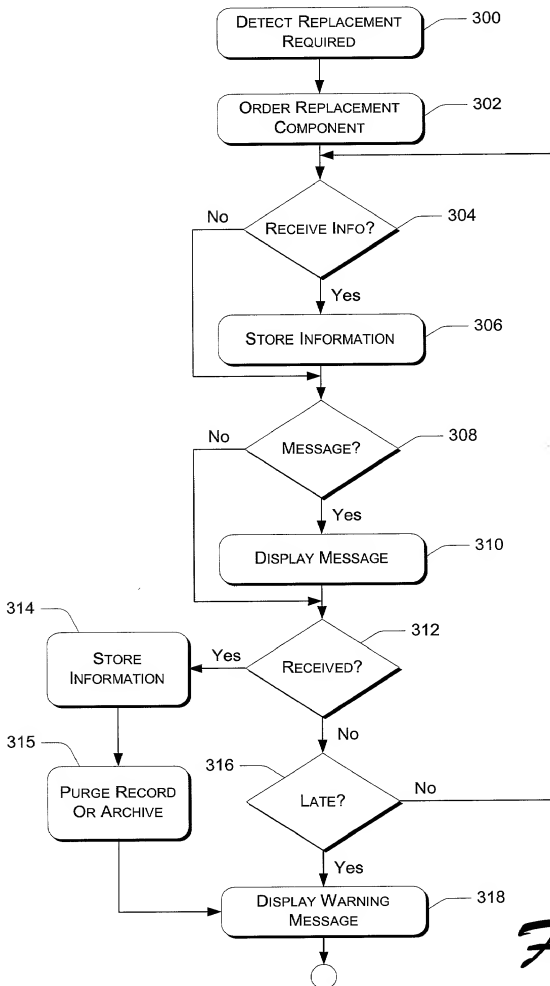 DETECT REPLACEMENT
REQUIRED
300
ORDER REPLACEMENT
COMPONENT
302
No
RECEIVE INFO?
304
Yes
STORE INFORMATION
306
No
MESSAGE?
308
Yes
DISPLAY MESSAGE
310
314
312
STORE
INFORMATION
Yes
RECEIVED?
No
315
316
PURGE RECORD
OR ARCHIVE
LATE?
No
Yes
DISPLAY WARNING
MESSAGE
318
F